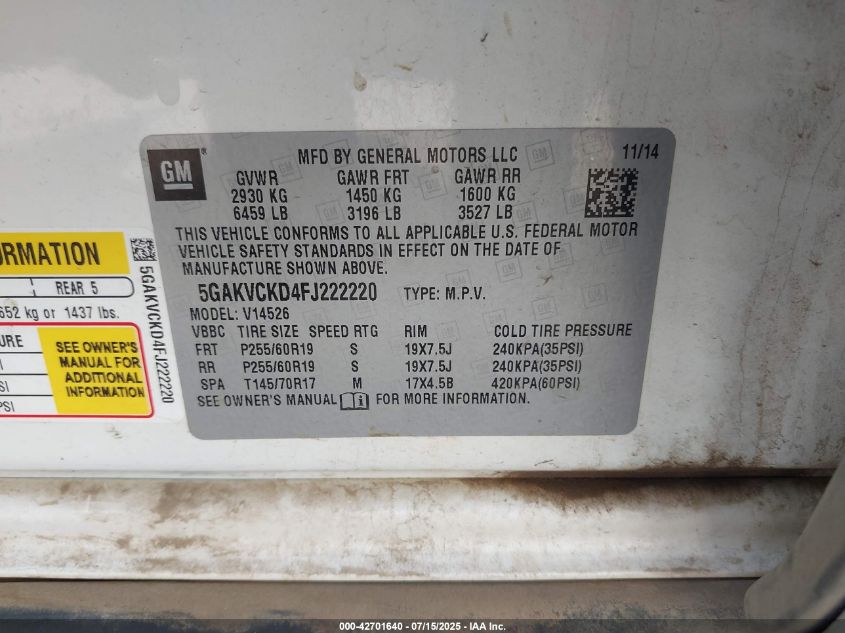 GM
MFD BY GENERAL MOTORS LLC 11/14
GVWR GAWR FRT GAWR RR
2930 KG 1450 KG 1600 KG
6459 LB 3196 LB 3527 LB
THIS VEHICLE CONFORMS TO ALL APPLICABLE U.S. FEDERAL MOTOR
VEHICLE SAFETY STANDARDS IN EFFECT ON THE DATE OF
MANUFACTURE SHOWN ABOVE.
5GAKVCKD4FJ222220 TYPE: M.P.V.
MODEL: V14526
VBBC TIRE SIZE SPEED RTG RIM COLD TIRE PRESSURE
FRT P255/60R19 S 19X7.5J 240KPA(35PSI)
RR P255/60R19 S 19X7.5J 240KPA(35PSI)
SPA T145/70R17 M 17X4.5B 420KPA(60PSI)
SEE OWNER'S MANUAL FOR MORE INFORMATION.
ORMATION
REAR 5
652 kg or 1437 lbs.
URE
SEE OWNER'S
MANUAL FOR
ADDITIONAL
INFORMATION
SI
SI
PSI
5GAKVCKD4FJ222220
000-42701640 - 07/15/2025 - IAA Inc.